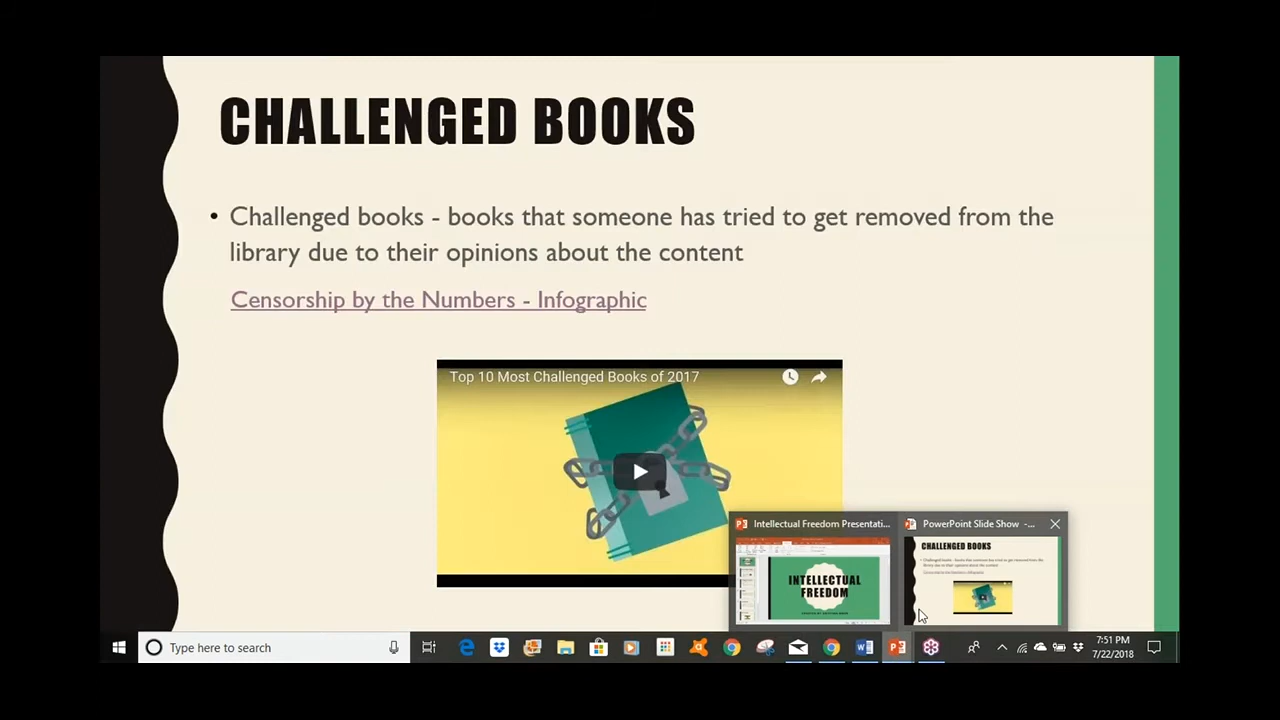 CHALLENGED BOOKS
• Challenged books - books that someone has tried to get removed from the
library due to their opinions about the content
Censorship by the Numbers - Infographic
Top 10 Most Challenged Books of 2017
Intellectual Freedom Presentati...
PowerPoint Slide Show -...
INTELLECTUAL
FREEDOM
CHALLENGED BOOKS
Type here to search
7:51 PM
7/22/2018